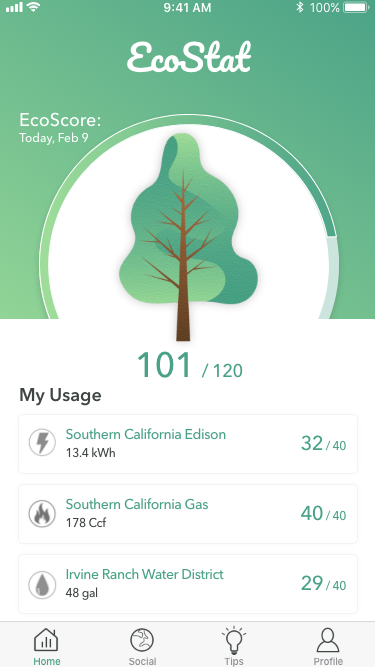 9:41 AM 100%
EcoStat
EcoScore:
Today, Feb 9
101 / 120
My Usage
Southern California Edison
13.4 kWh
32 / 40
Southern California Gas
178 Ccf
40 / 40
Irvine Ranch Water District
48 gal
29 / 40
Home Social Tips Profile